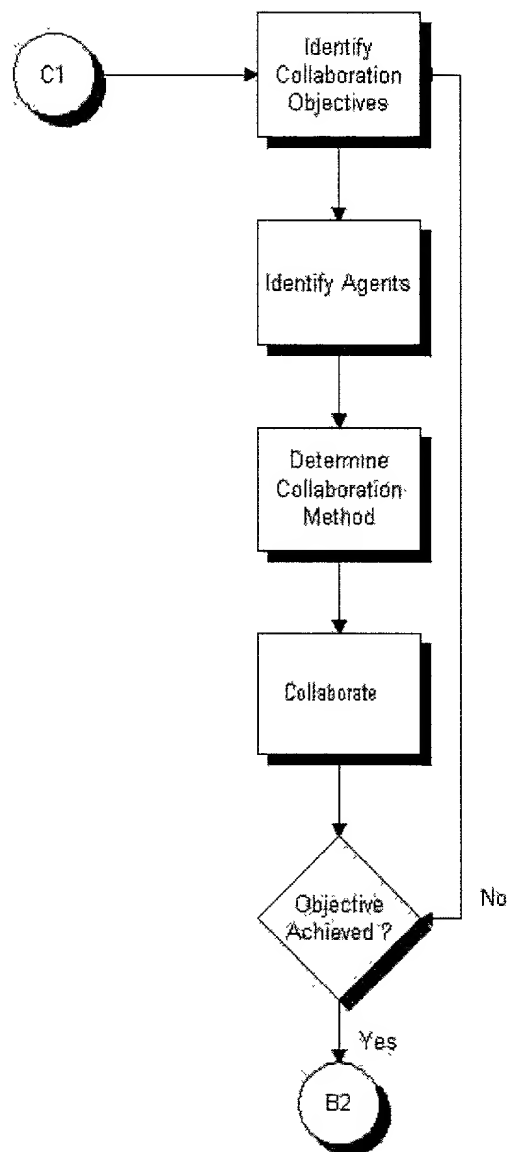 C1
Identify
Collaboration
Objectives
Identify Agents
Determine
Collaboration
Method
Collaborate
Objective
Achieved ?
No
Yes
B2